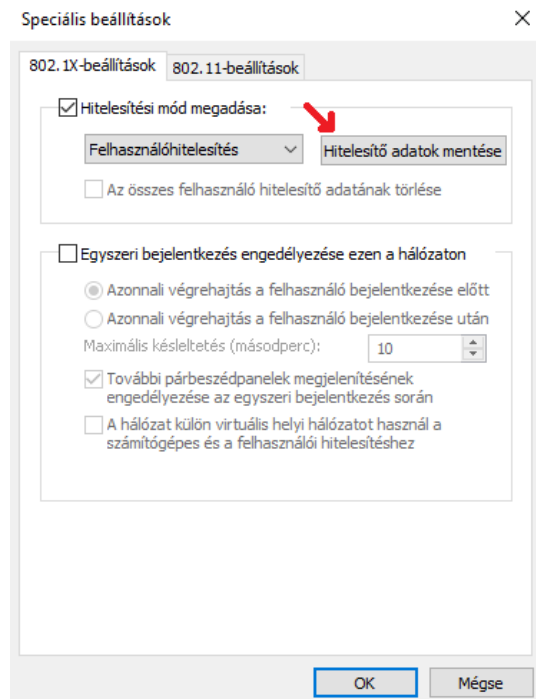 Speciális beállítások
802.1X-beállítások
802.11-beállítások
Hitelesítési mód megadása:
Felhasználóhitelesítés
Hitelesítő adatok mentése
Az összes felhasználó hitelesítő adatának törlése
Egyszeri bejelentkezés engedélyezése ezen a hálózaton
Azonnali végrehajtás a felhasználó bejelentkezése előtt
Azonnali végrehajtás a felhasználó bejelentkezése után
Maximális késleltetés (másodperc):
10
További párbeszédpanelek megjelenítésének
engedélyezése az egyszeri bejelentkezés során
A hálózat külön virtuális helyi hálózatot használ a
számítógépes és a felhasználói hitelesítéshez
OK
Mégse